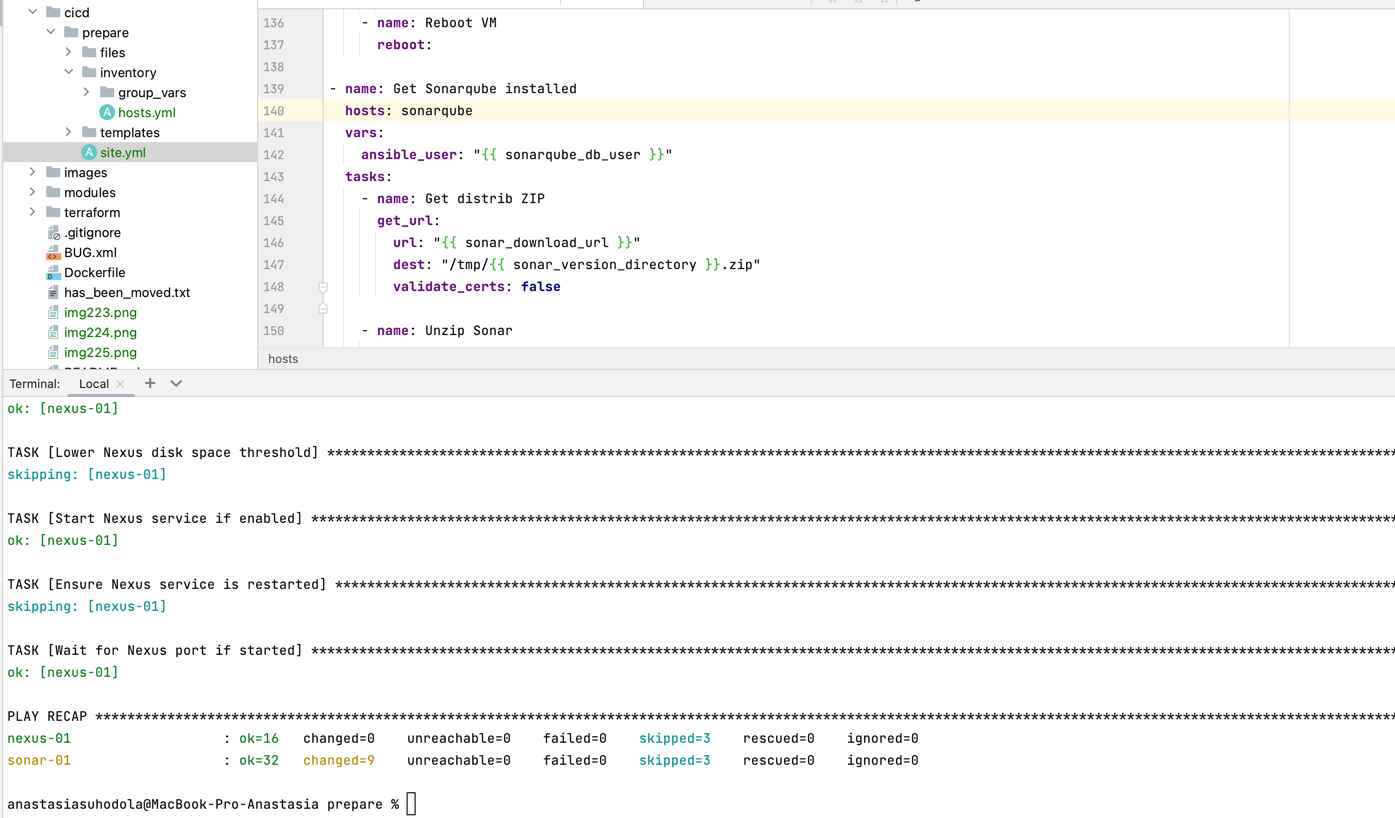 cicd
prepare
files
inventory
group_vars
hosts.yml
templates
site.yml
images
modules
terraform
.gitignore
BUG.xml
Dockerfile
has_been_moved.txt
img223.png
img224.png
img225.png
136 - name: Reboot VM
137 reboot:
138
139 - name: Get Sonarqube installed
140 hosts: sonarqube
141 vars:
142 ansible_user: "{{ sonarqube_db_user }}"
143 tasks:
144 - name: Get distrib ZIP
145 get_url:
146 url: "{{ sonar_download_url }}"
147 dest: "/tmp/{{ sonar_version_directory }}.zip"
148 validate_certs: false
149
150 - name: Unzip Sonar
hosts
Terminal: Local × +
ok: [nexus-01]
TASK [Lower Nexus disk space threshold] ****************************************************************************************************************************************
skipping: [nexus-01]
TASK [Start Nexus service if enabled] ******************************************************************************************************************************************
ok: [nexus-01]
TASK [Ensure Nexus service is restarted] ***************************************************************************************************************************************
skipping: [nexus-01]
TASK [Wait for Nexus port if started] ******************************************************************************************************************************************
ok: [nexus-01]
PLAY RECAP *********************************************************************************************************************************************************************
nexus-01 : ok=16 changed=0 unreachable=0 failed=0 skipped=3 rescued=0 ignored=0
sonar-01 : ok=32 changed=9 unreachable=0 failed=0 skipped=3 rescued=0 ignored=0
anastasiasuhodola@MacBook-Pro-Anastasia prepare %